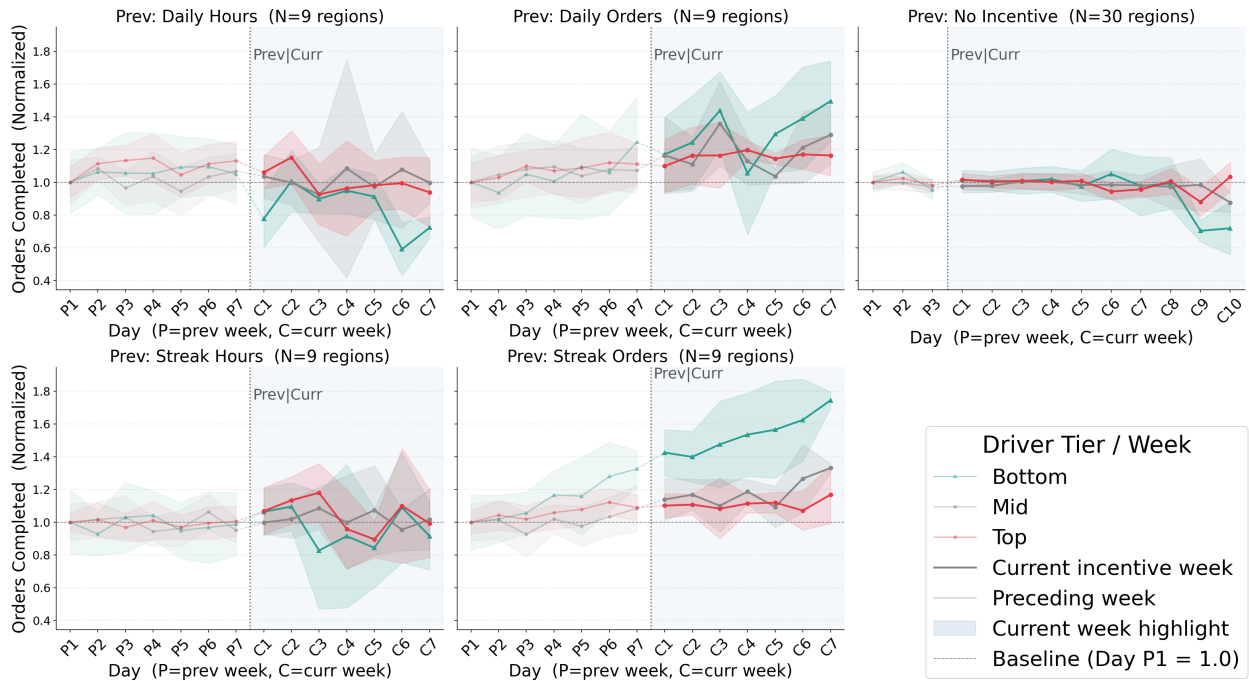 Prev: Daily Hours  (N=9 regions)
Prev: Daily Orders  (N=9 regions)
Prev: No Incentive  (N=30 regions)
Orders Completed  (Normalized)
1.8
1.6
1.4
1.2
1.0
0.8
0.6
0.4
Prev|Curr
Prev|Curr
Prev|Curr
P1 P2 P3 P4 P5 P6 P7 C1 C2 C3 C4 C5 C6 C7
P1 P2 P3 P4 P5 P6 P7 C1 C2 C3 C4 C5 C6 C7
P1 P2 P3 C1 C2 C3 C4 C5 C6 C7 C8 C9 C10
Day  (P=prev week, C=curr week)
Day  (P=prev week, C=curr week)
Day  (P=prev week, C=curr week)
Prev: Streak Hours  (N=9 regions)
Prev: Streak Orders  (N=9 regions)
Orders Completed  (Normalized)
1.8
1.6
1.4
1.2
1.0
0.8
0.6
0.4
Prev|Curr
Prev|Curr
P1 P2 P3 P4 P5 P6 P7 C1 C2 C3 C4 C5 C6 C7
P1 P2 P3 P4 P5 P6 P7 C1 C2 C3 C4 C5 C6 C7
Day  (P=prev week, C=curr week)
Day  (P=prev week, C=curr week)
Driver Tier / Week
Bottom
Mid
Top
Current incentive week
Preceding week
Current week highlight
Baseline (Day P1 = 1.0)